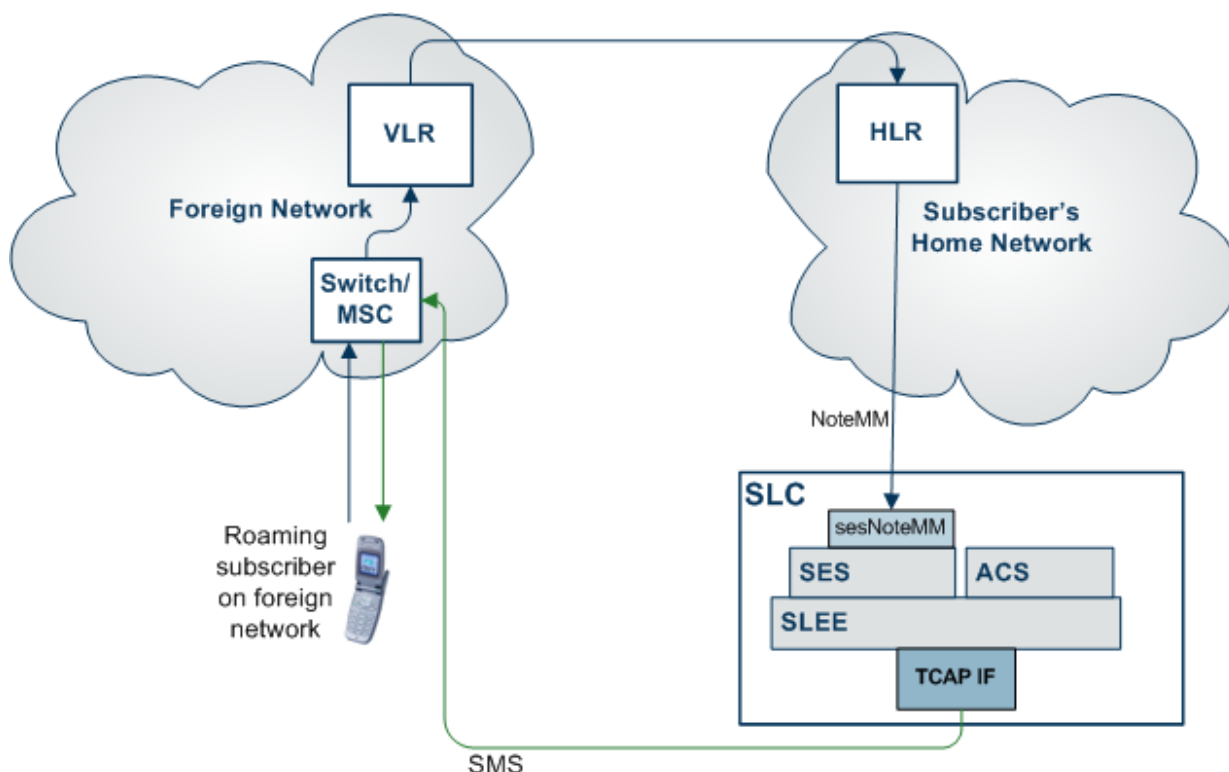 VLR
HLR
Foreign Network
Subscriber's
Home Network
Switch/
MSC
NoteMM
SLC
sesNoteMM
Roaming
subscriber
on foreign
network
SES
ACS
SLEE
TCAP IF
SMS